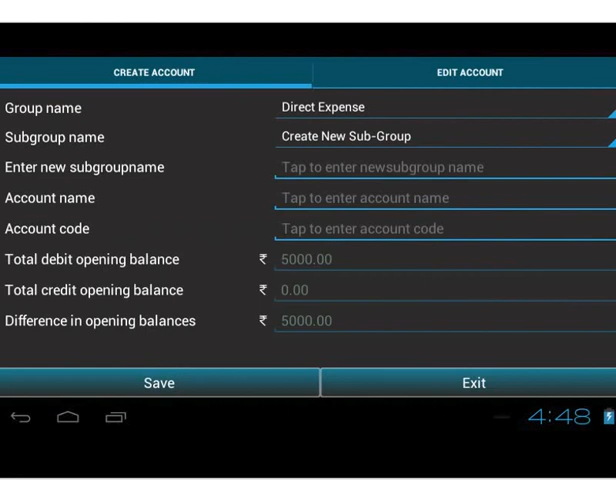 CREATE ACCOUNT EDIT ACCOUNT
Group name Direct Expense
Subgroup name Create New Sub-Group
Enter new subgroupname Tap to enter newsubgroup name
Account name Tap to enter account name
Account code Tap to enter account code
Total debit opening balance ₹ 5000.00
Total credit opening balance ₹ 0.00
Difference in opening balances ₹ 5000.00
Save Exit
4:48